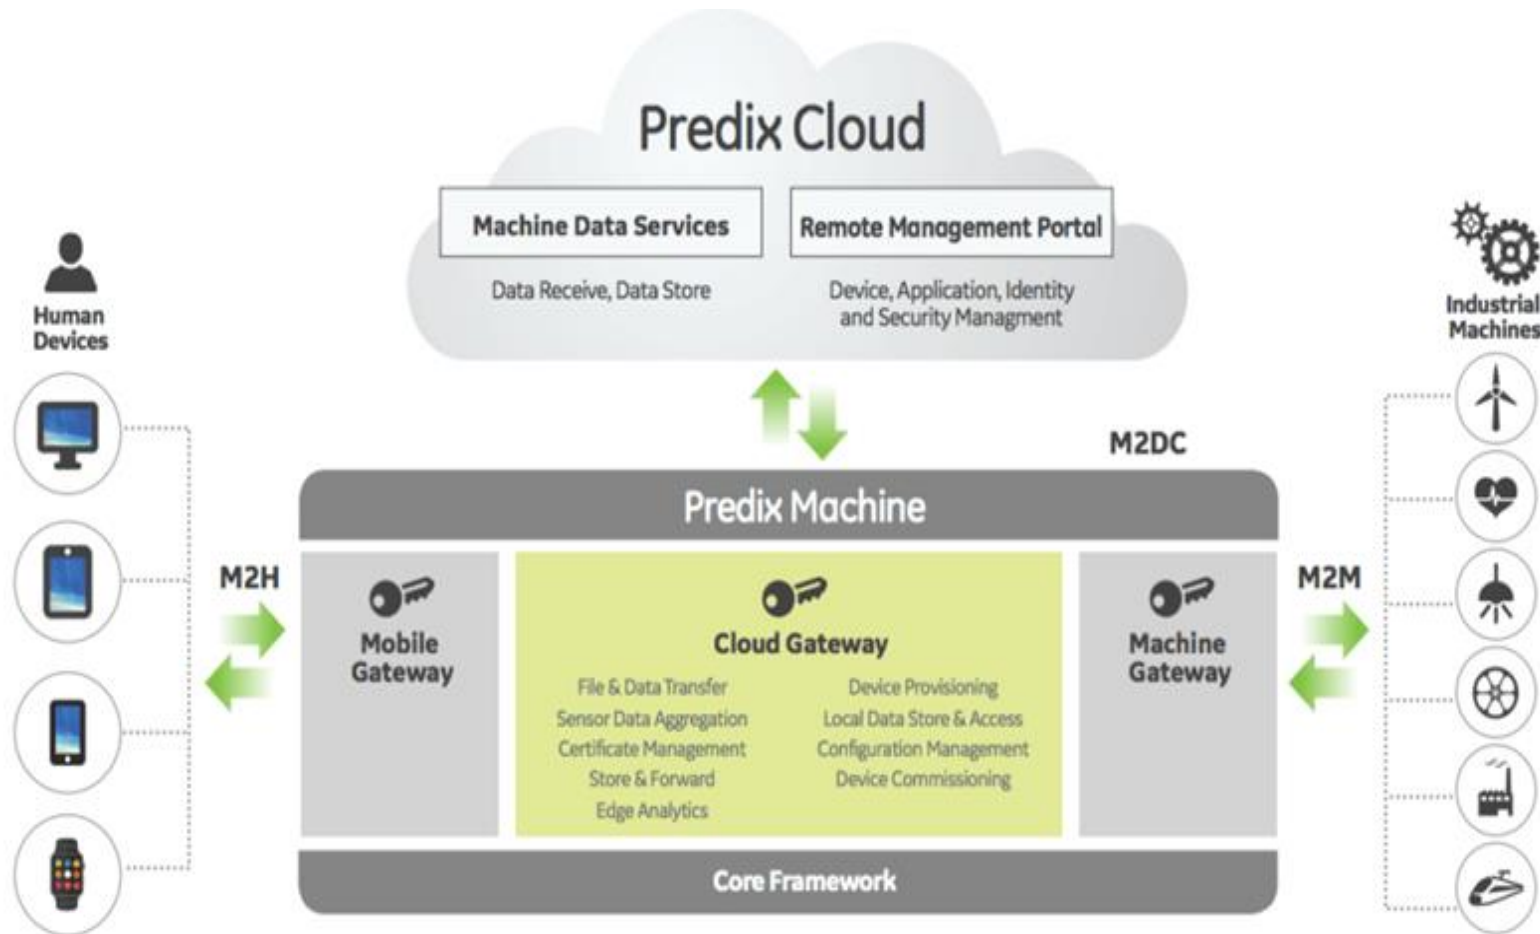 Predix Cloud
Machine Data Services
Remote Management Portal
Data Receive, Data Store
Device, Application, Identity
and Security Managment
Human
Devices
Industrial
Machines
M2DC
Predix Machine
M2H
M2M
Mobile
Gateway
Cloud Gateway
File & Data Transfer
Sensor Data Aggregation
Certificate Management
Store & Forward
Edge Analytics
Device Provisioning
Local Data Store & Access
Configuration Management
Device Commissioning
Machine
Gateway
Core Framework